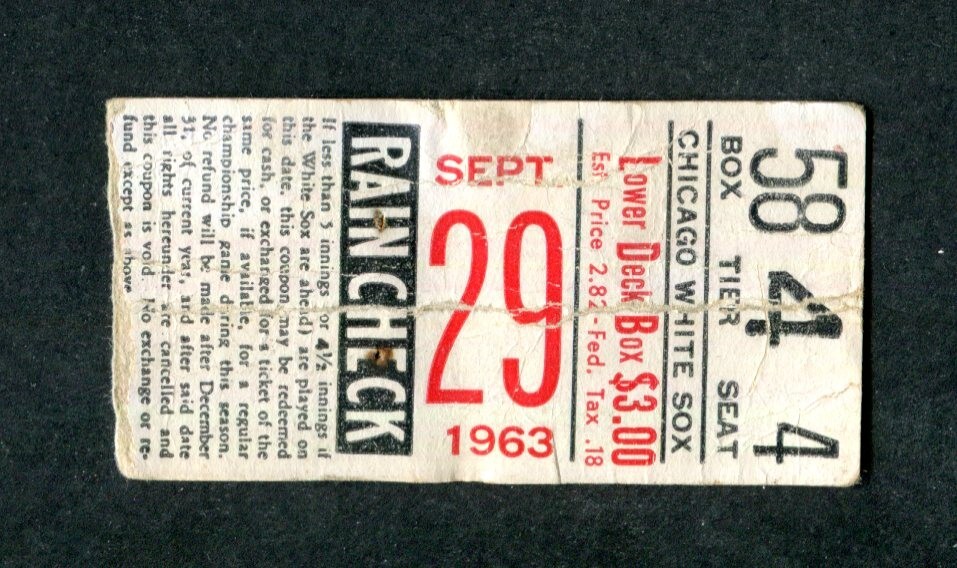 58 4 4
BOX TIER SEAT
CHICAGO WHITE SOX
Lower Deck Box $3.00
Est. Price 2.82-Fed. Tax .18
SEPT
29
1963
RAIN CHECK
If less than 5 innings (or 4½ innings if
the White Sox are ahead) are played on
this date, this coupon may be redeemed
for cash, or exchanged for a ticket of the
same price, if available, for a regular
championship game during this season.
No refund will be made after December
31, of current year, and after said date
all rights hereunder are cancelled and
this coupon is void. No exchange or re-
fund except as above.